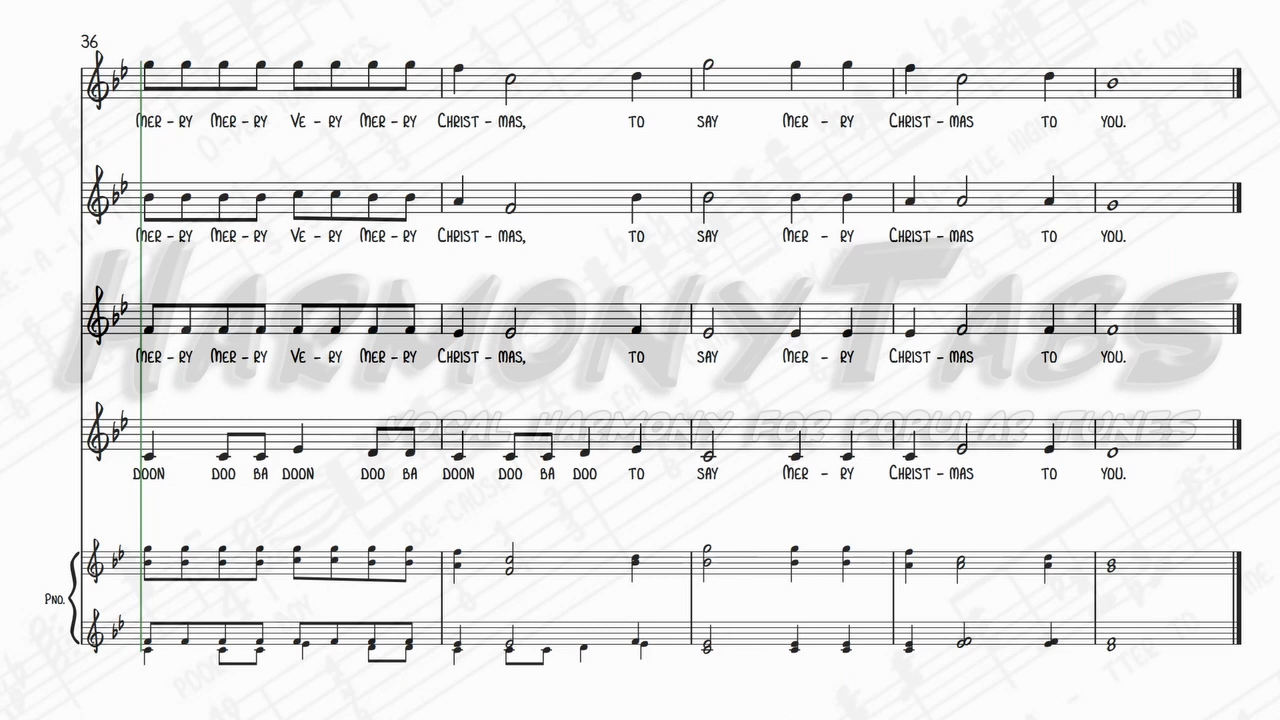 36
MER – RY MER – RY VE – RY MER – RY CHRIST – MAS, TO SAY MER – RY CHRIST – MAS TO YOU.
MER – RY MER – RY VE – RY MER – RY CHRIST – MAS, TO SAY MER – RY CHRIST – MAS TO YOU.
HARMONYTABS
MER – RY MER – RY VE – RY MER – RY CHRIST – MAS, TO SAY MER – RY CHRIST – MAS TO YOU.
VOCAL HARMONY FOR POPULAR TUNES
DOON DOO BA DOON DOO BA DOON DOO BA DOO TO SAY MER – RY CHRIST – MAS TO YOU.
PNO.